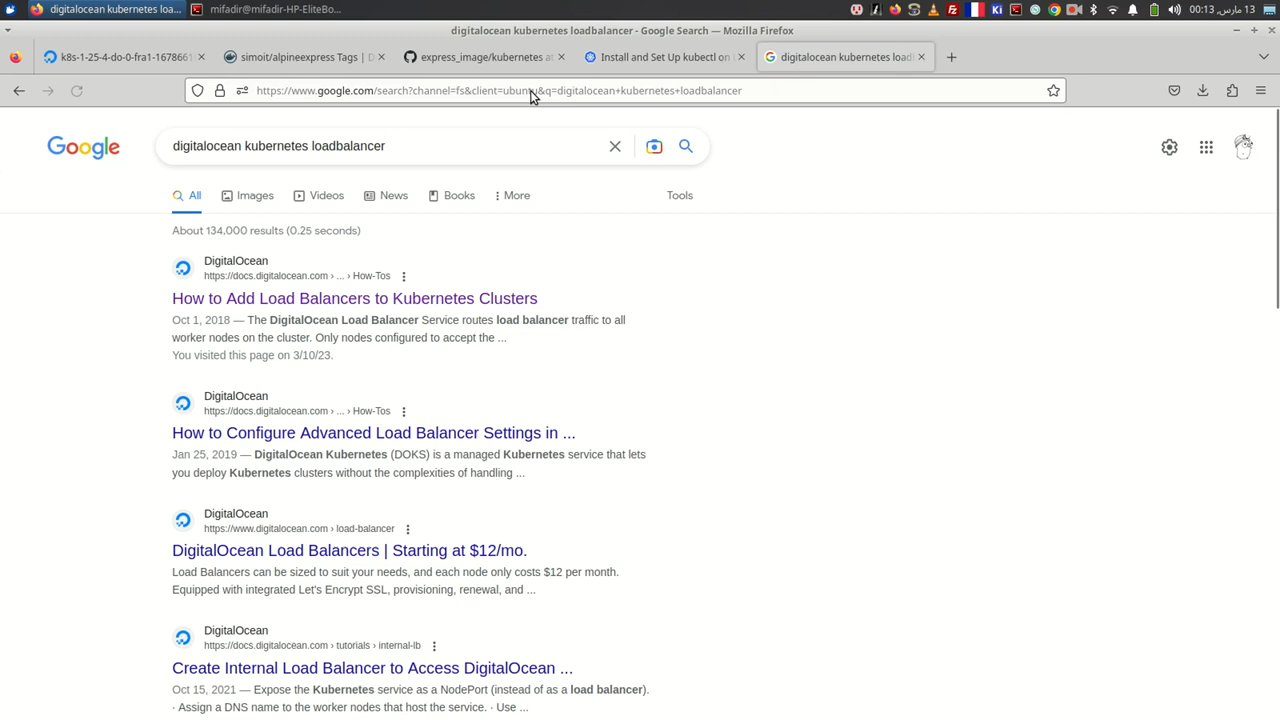 digitalocean kubernetes loa...
mifadir@mifadir-HP-EliteBo...
Ki
00:13 ,13 مارس
digitalocean kubernetes loadbalancer - Google Search — Mozilla Firefox
k8s-1-25-4-do-0-fra1-1678661
simoit/alpineexpress Tags | D
express_image/kubernetes at
Install and Set Up kubectl on
digitalocean kubernetes loadb
https://www.google.com/search?channel=fs&client=ubuntu&q=digitalocean+kubernetes+loadbalancer
Google
digitalocean kubernetes loadbalancer
All
Images
Videos
News
Books
More
Tools
About 134,000 results (0.25 seconds)
DigitalOcean
https://docs.digitalocean.com › ... › How-Tos
How to Add Load Balancers to Kubernetes Clusters
Oct 1, 2018 — The DigitalOcean Load Balancer Service routes load balancer traffic to all
worker nodes on the cluster. Only nodes configured to accept the ...
You visited this page on 3/10/23.
DigitalOcean
https://docs.digitalocean.com › ... › How-Tos
How to Configure Advanced Load Balancer Settings in ...
Jan 25, 2019 — DigitalOcean Kubernetes (DOKS) is a managed Kubernetes service that lets
you deploy Kubernetes clusters without the complexities of handling ...
DigitalOcean
https://www.digitalocean.com › load-balancer
DigitalOcean Load Balancers | Starting at $12/mo.
Load Balancers can be sized to suit your needs, and each node only costs $12 per month.
Equipped with integrated Let's Encrypt SSL, provisioning, renewal, and ...
DigitalOcean
https://docs.digitalocean.com › tutorials › internal-lb
Create Internal Load Balancer to Access DigitalOcean ...
Oct 15, 2021 — Expose the Kubernetes service as a NodePort (instead of as a load balancer).
· Assign a DNS name to the worker nodes that host the service. · Use ...